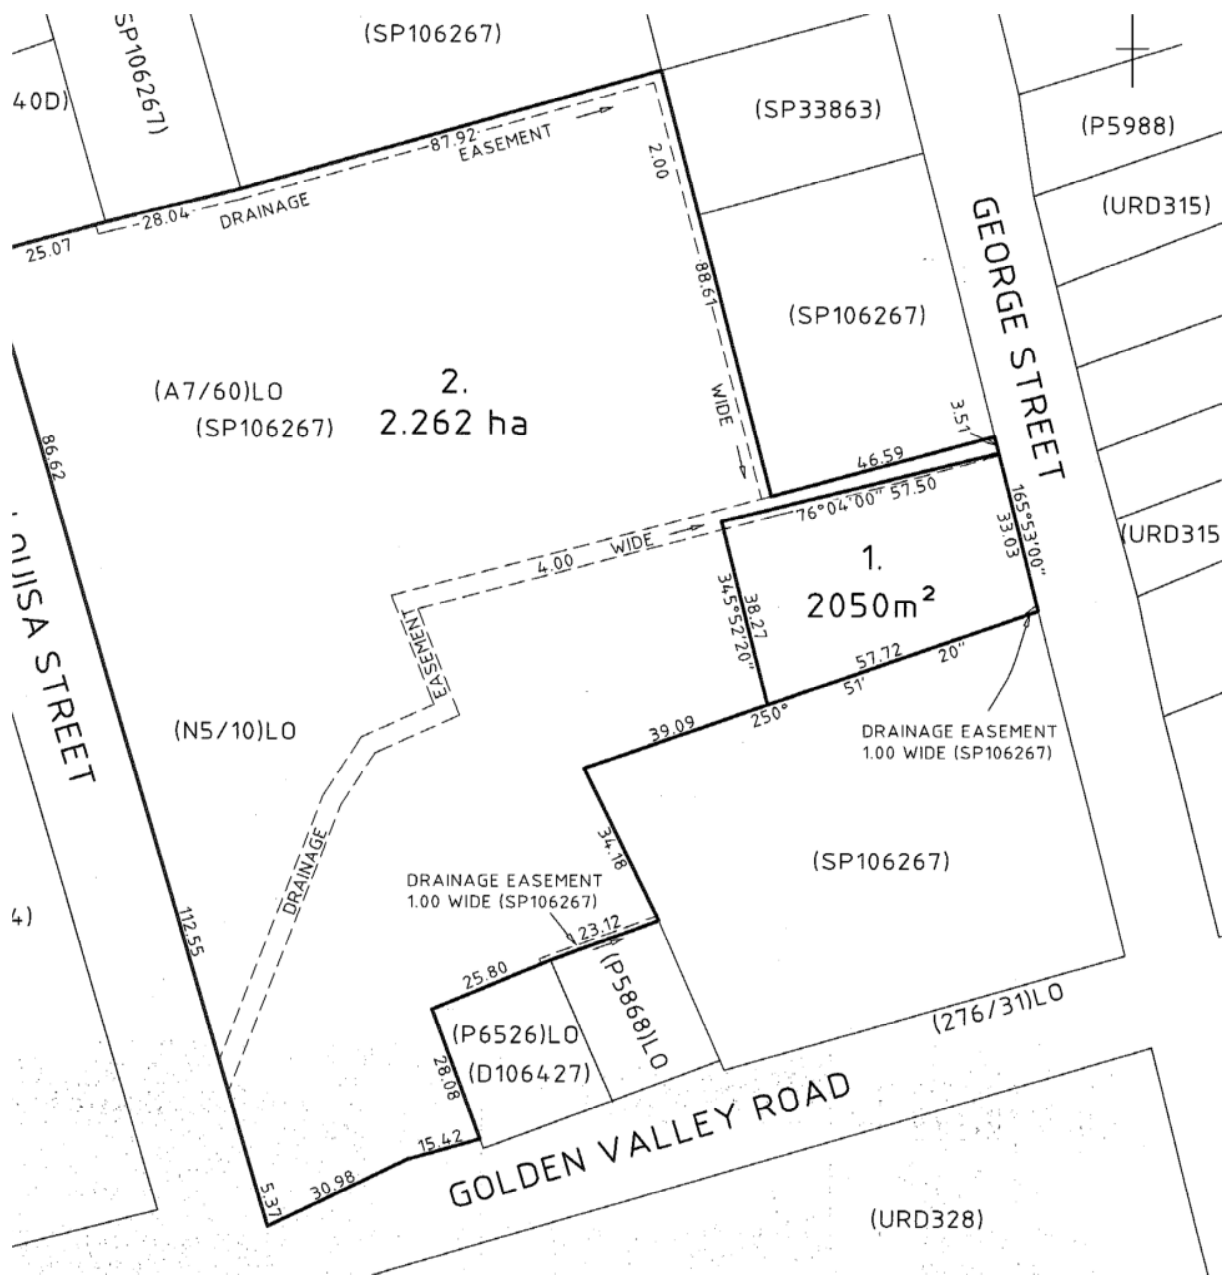 (SP106267)
(SP106267)
40D)
(SP33863)
(P5988)
87.92
EASEMENT
2.00
28.04
DRAINAGE
25.07
(URD315)
GEORGE STREET
88.61
(SP106267)
(A7/60)LO
(SP106267)
2.
2.262 ha
WIDE
3.51
86.62
46.59
76°04'00" 57.50
165°53'00"
33.03
(URD315
4.00 WIDE
1.
2050m²
345°52'20"
38.27
OUISA STREET
EASEMENT
57.72
250° 51' 20"
(N5/10)LO
39.09
DRAINAGE EASEMENT
1.00 WIDE (SP106267)
34.18
(SP106267)
DRAINAGE
DRAINAGE EASEMENT
1.00 WIDE (SP106267)
4)
112.55
23.12
25.80
(P5868)LO
(P6526)LO
(D106427)
(276/31)LO
28.08
15.42
GOLDEN VALLEY ROAD
30.98
5.37
(URD328)